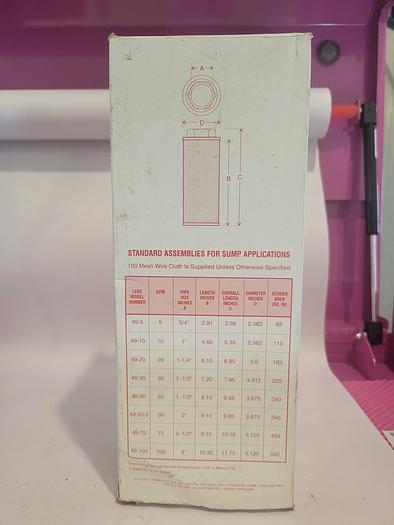 A
D
B
C
STANDARD ASSEMBLIES FOR SUMP APPLICATIONS
100 Mesh Wire Cloth Is Supplied Unless Otherwise Specified
LENZ MODEL NUMBER GPM PIPE SIZE INCHES A LENGTH INCHES B OVERALL LENGTH INCHES C DIAMETER INCHES D SCREEN AREA (SQ. IN)
49-5 5 3/4" 2.91 3.56 2.562 62
49-10 10 1" 4.60 5.35 2.562 110
49-20 20 1-1/4" 6.10 6.85 3.0 162
49-30 30 1-1/2" 7.20 7.95 3.312 225
49-50 50 1-1/2" 9.10 9.85 3.875 340
49-50-2 50 2" 9.10 9.85 3.875 340
49-75 75 2-1/2" 9.10 10.10 5.125 400
49-100 100 3" 10.35 11.75 5.125 500